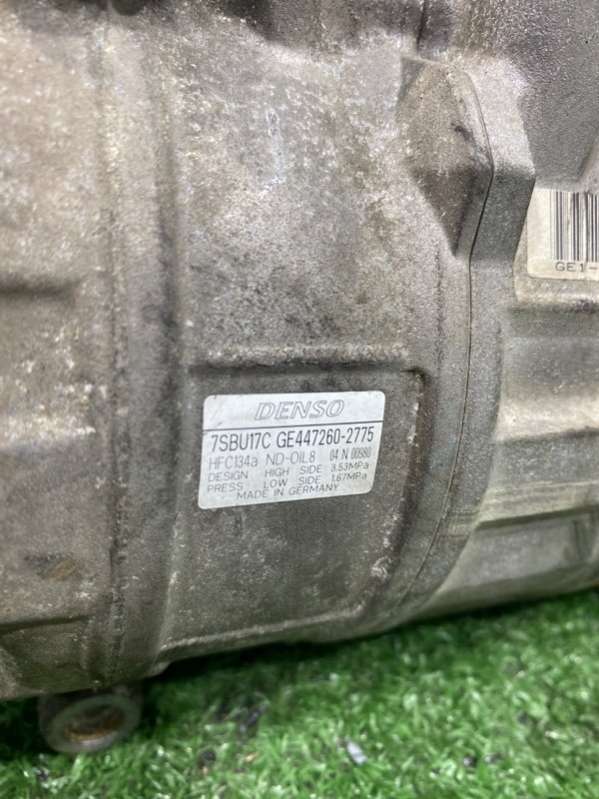 DENSO
7SBU17C GE447260-2775
HFC134a ND-OIL8 04 N 00580
DESIGN HIGH SIDE 3.53MPa
PRESS LOW SIDE 1.67MPa
MADE IN GERMANY
GE1-